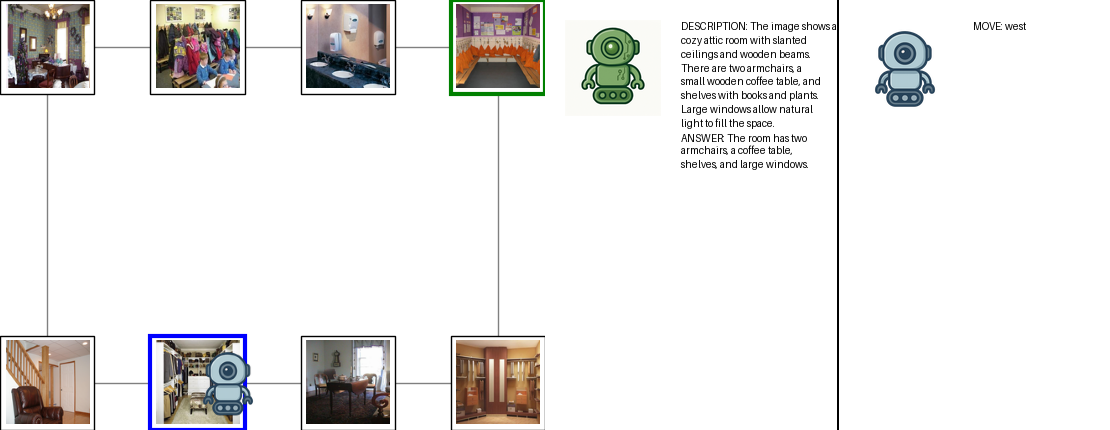 DESCRIPTION: The image shows a
cozy attic room with slanted
ceilings and wooden beams.
There are two armchairs, a
small wooden coffee table, and
shelves with books and plants.
Large windows allow natural
light to fill the space.
ANSWER: The room has two
armchairs, a coffee table,
shelves, and large windows.
MOVE: west